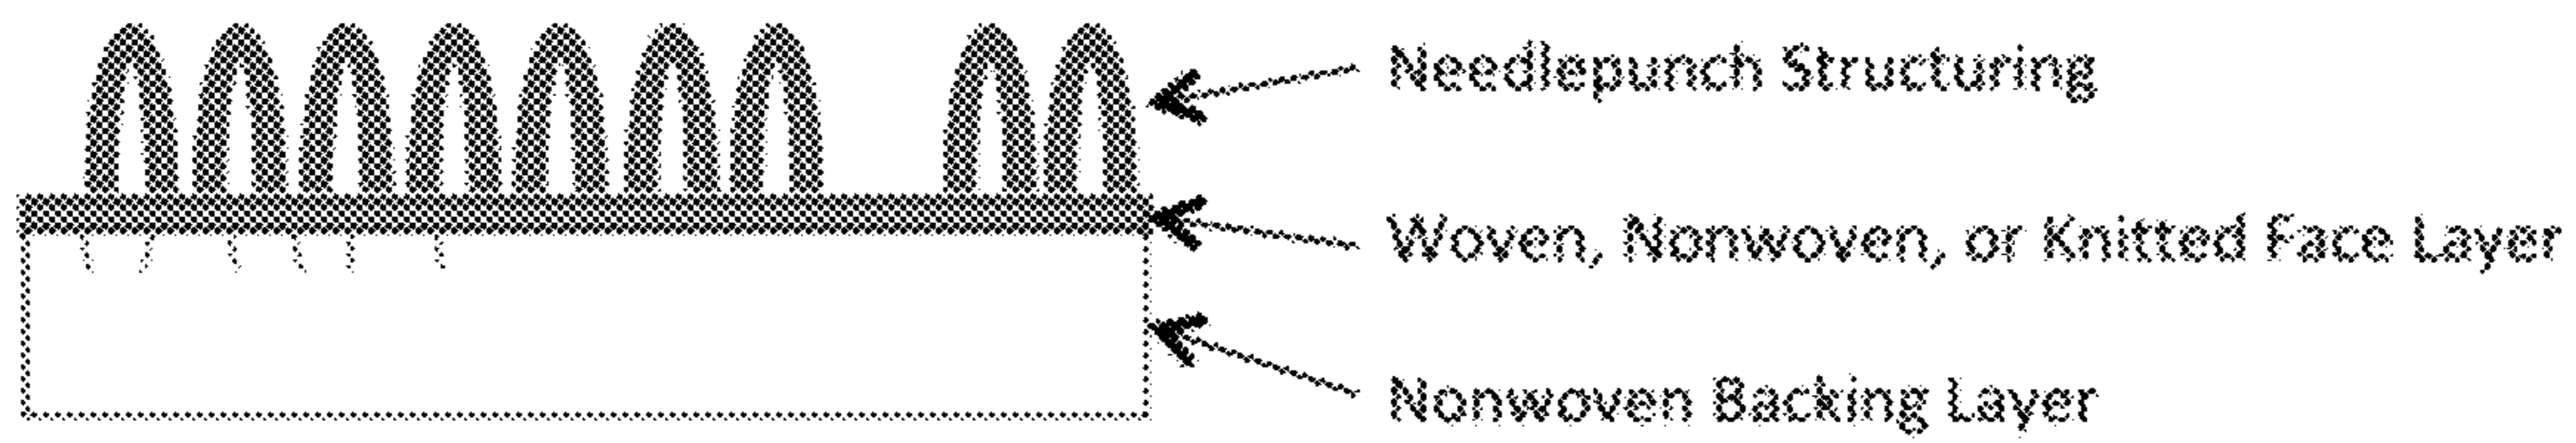 Needlepunch Structuring
Woven, Nonwoven, or Knitted Face Layer
Nonwoven Backing Layer